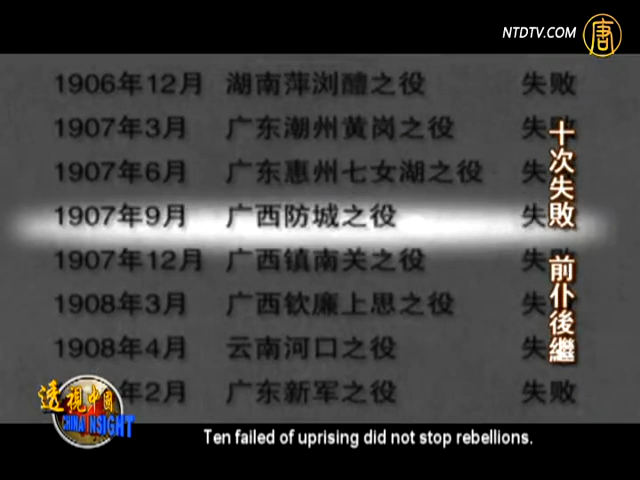 NTDTV.COM
唐
1906年12月 湖南萍浏醴之役 失败
1907年3月 广东潮州黄岗之役 失败
1907年6月 广东惠州七女湖之役 失败
1907年9月 广西防城之役 失败
1907年12月 广西镇南关之役 失败
1908年3月 广西钦廉上思之役 失败
1908年4月 云南河口之役 失败
年2月 广东新军之役 失败
十次失敗 前仆後繼
透視中國
CHINA INSIGHT
Ten failed of uprising did not stop rebellions.